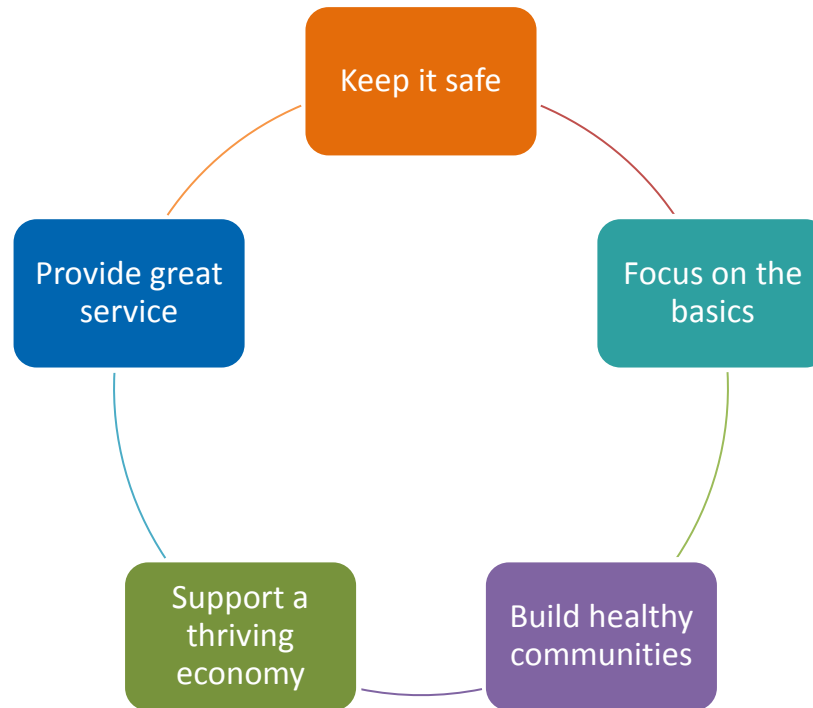 Keep it safe
Focus on the
basics
Build healthy
communities
Support a
thriving
economy
Provide great
service